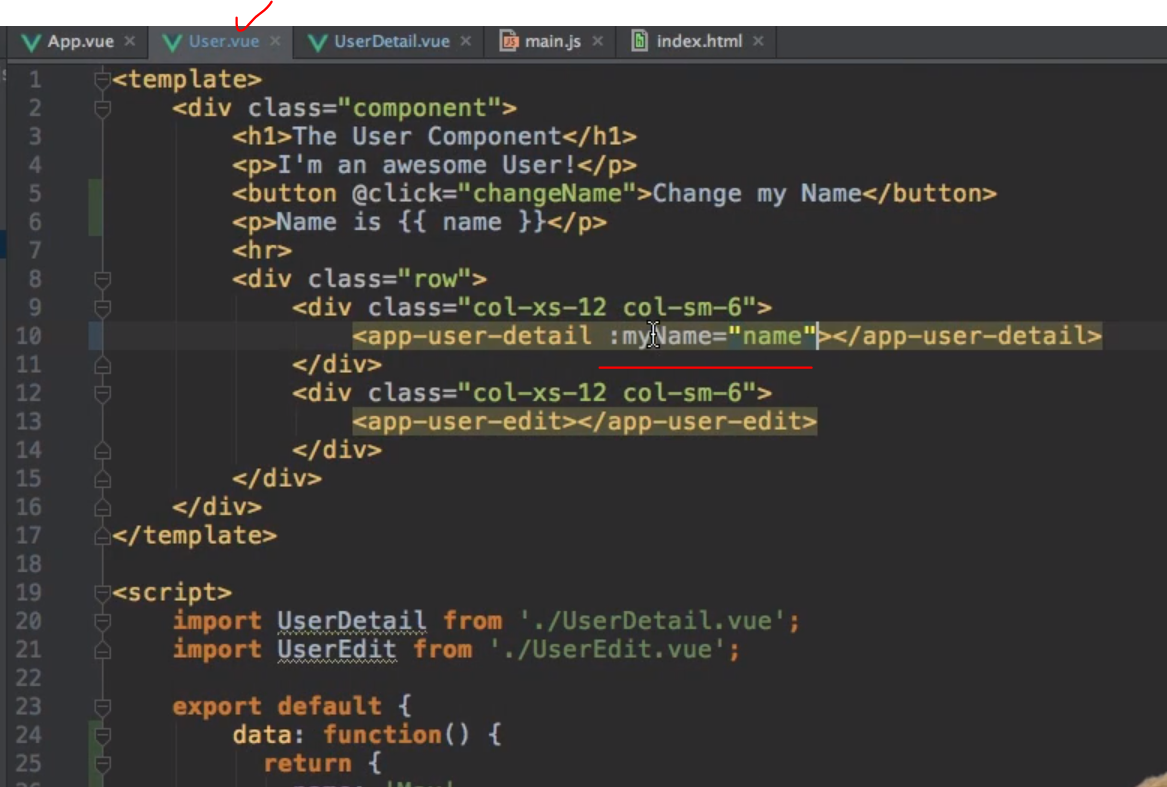 App.vue × User.vue × UserDetail.vue × main.js × index.html ×
1 <template>
2 <div class="component">
3 <h1>The User Component</h1>
4 <p>I'm an awesome User!</p>
5 <button @click="changeName">Change my Name</button>
6 <p>Name is {{ name }}</p>
7 <hr>
8 <div class="row">
9 <div class="col-xs-12 col-sm-6">
10 <app-user-detail :myName="name"></app-user-detail>
11 </div>
12 <div class="col-xs-12 col-sm-6">
13 <app-user-edit></app-user-edit>
14 </div>
15 </div>
16 </div>
17 </template>
18
19 <script>
20 import UserDetail from './UserDetail.vue';
21 import UserEdit from './UserEdit.vue';
22
23 export default {
24 data: function() {
25 return {